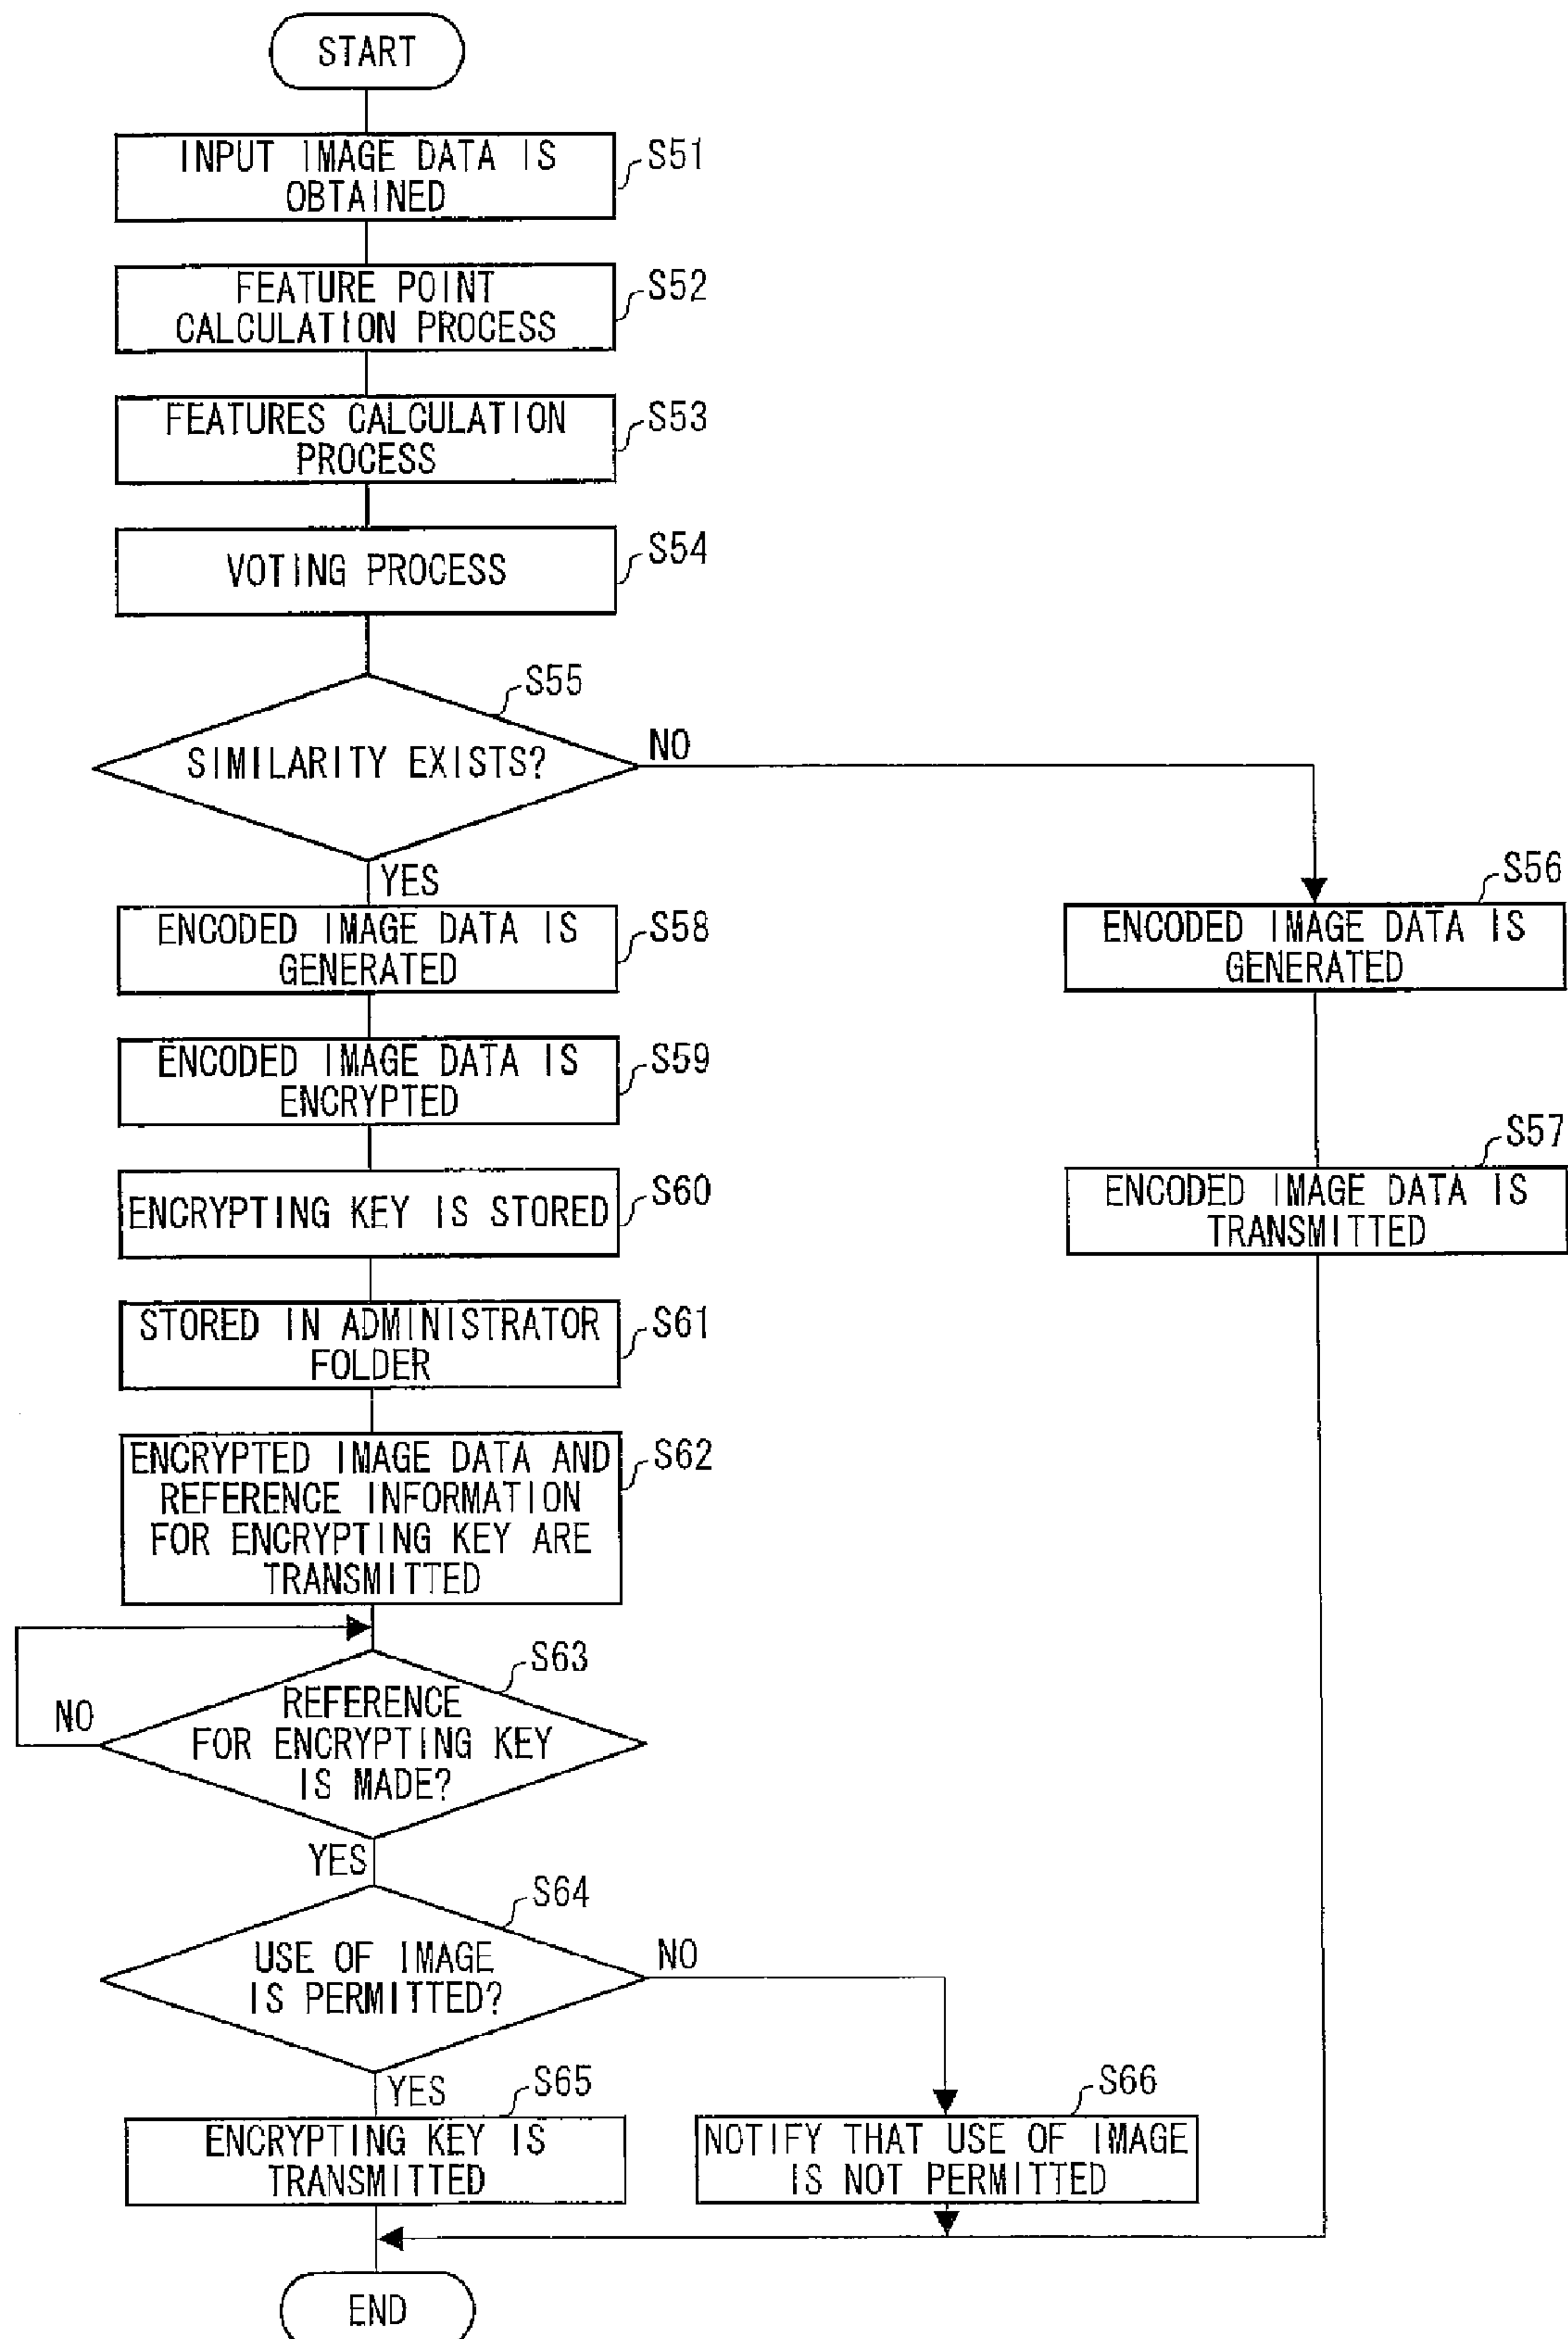 START
INPUT IMAGE DATA IS
OBTAINED
S51
FEATURE POINT
CALCULATION PROCESS
S52
FEATURES CALCULATION
PROCESS
S53
VOTING PROCESS
S54
S55
SIMILARITY EXISTS?
NO
YES
S56
ENCODED IMAGE DATA IS
GENERATED
S57
ENCODED IMAGE DATA IS
TRANSMITTED
ENCODED IMAGE DATA IS
GENERATED
S58
ENCODED IMAGE DATA IS
ENCRYPTED
S59
ENCRYPTING KEY IS STORED
S60
STORED IN ADMINISTRATOR
FOLDER
S61
ENCRYPTED IMAGE DATA AND
REFERENCE INFORMATION
FOR ENCRYPTING KEY ARE
TRANSMITTED
S62
S63
REFERENCE
FOR ENCRYPTING KEY
IS MADE?
NO
YES
S64
USE OF IMAGE
IS PERMITTED?
NO
YES
S65
ENCRYPTING KEY IS
TRANSMITTED
S66
NOTIFY THAT USE OF IMAGE
IS NOT PERMITTED
END